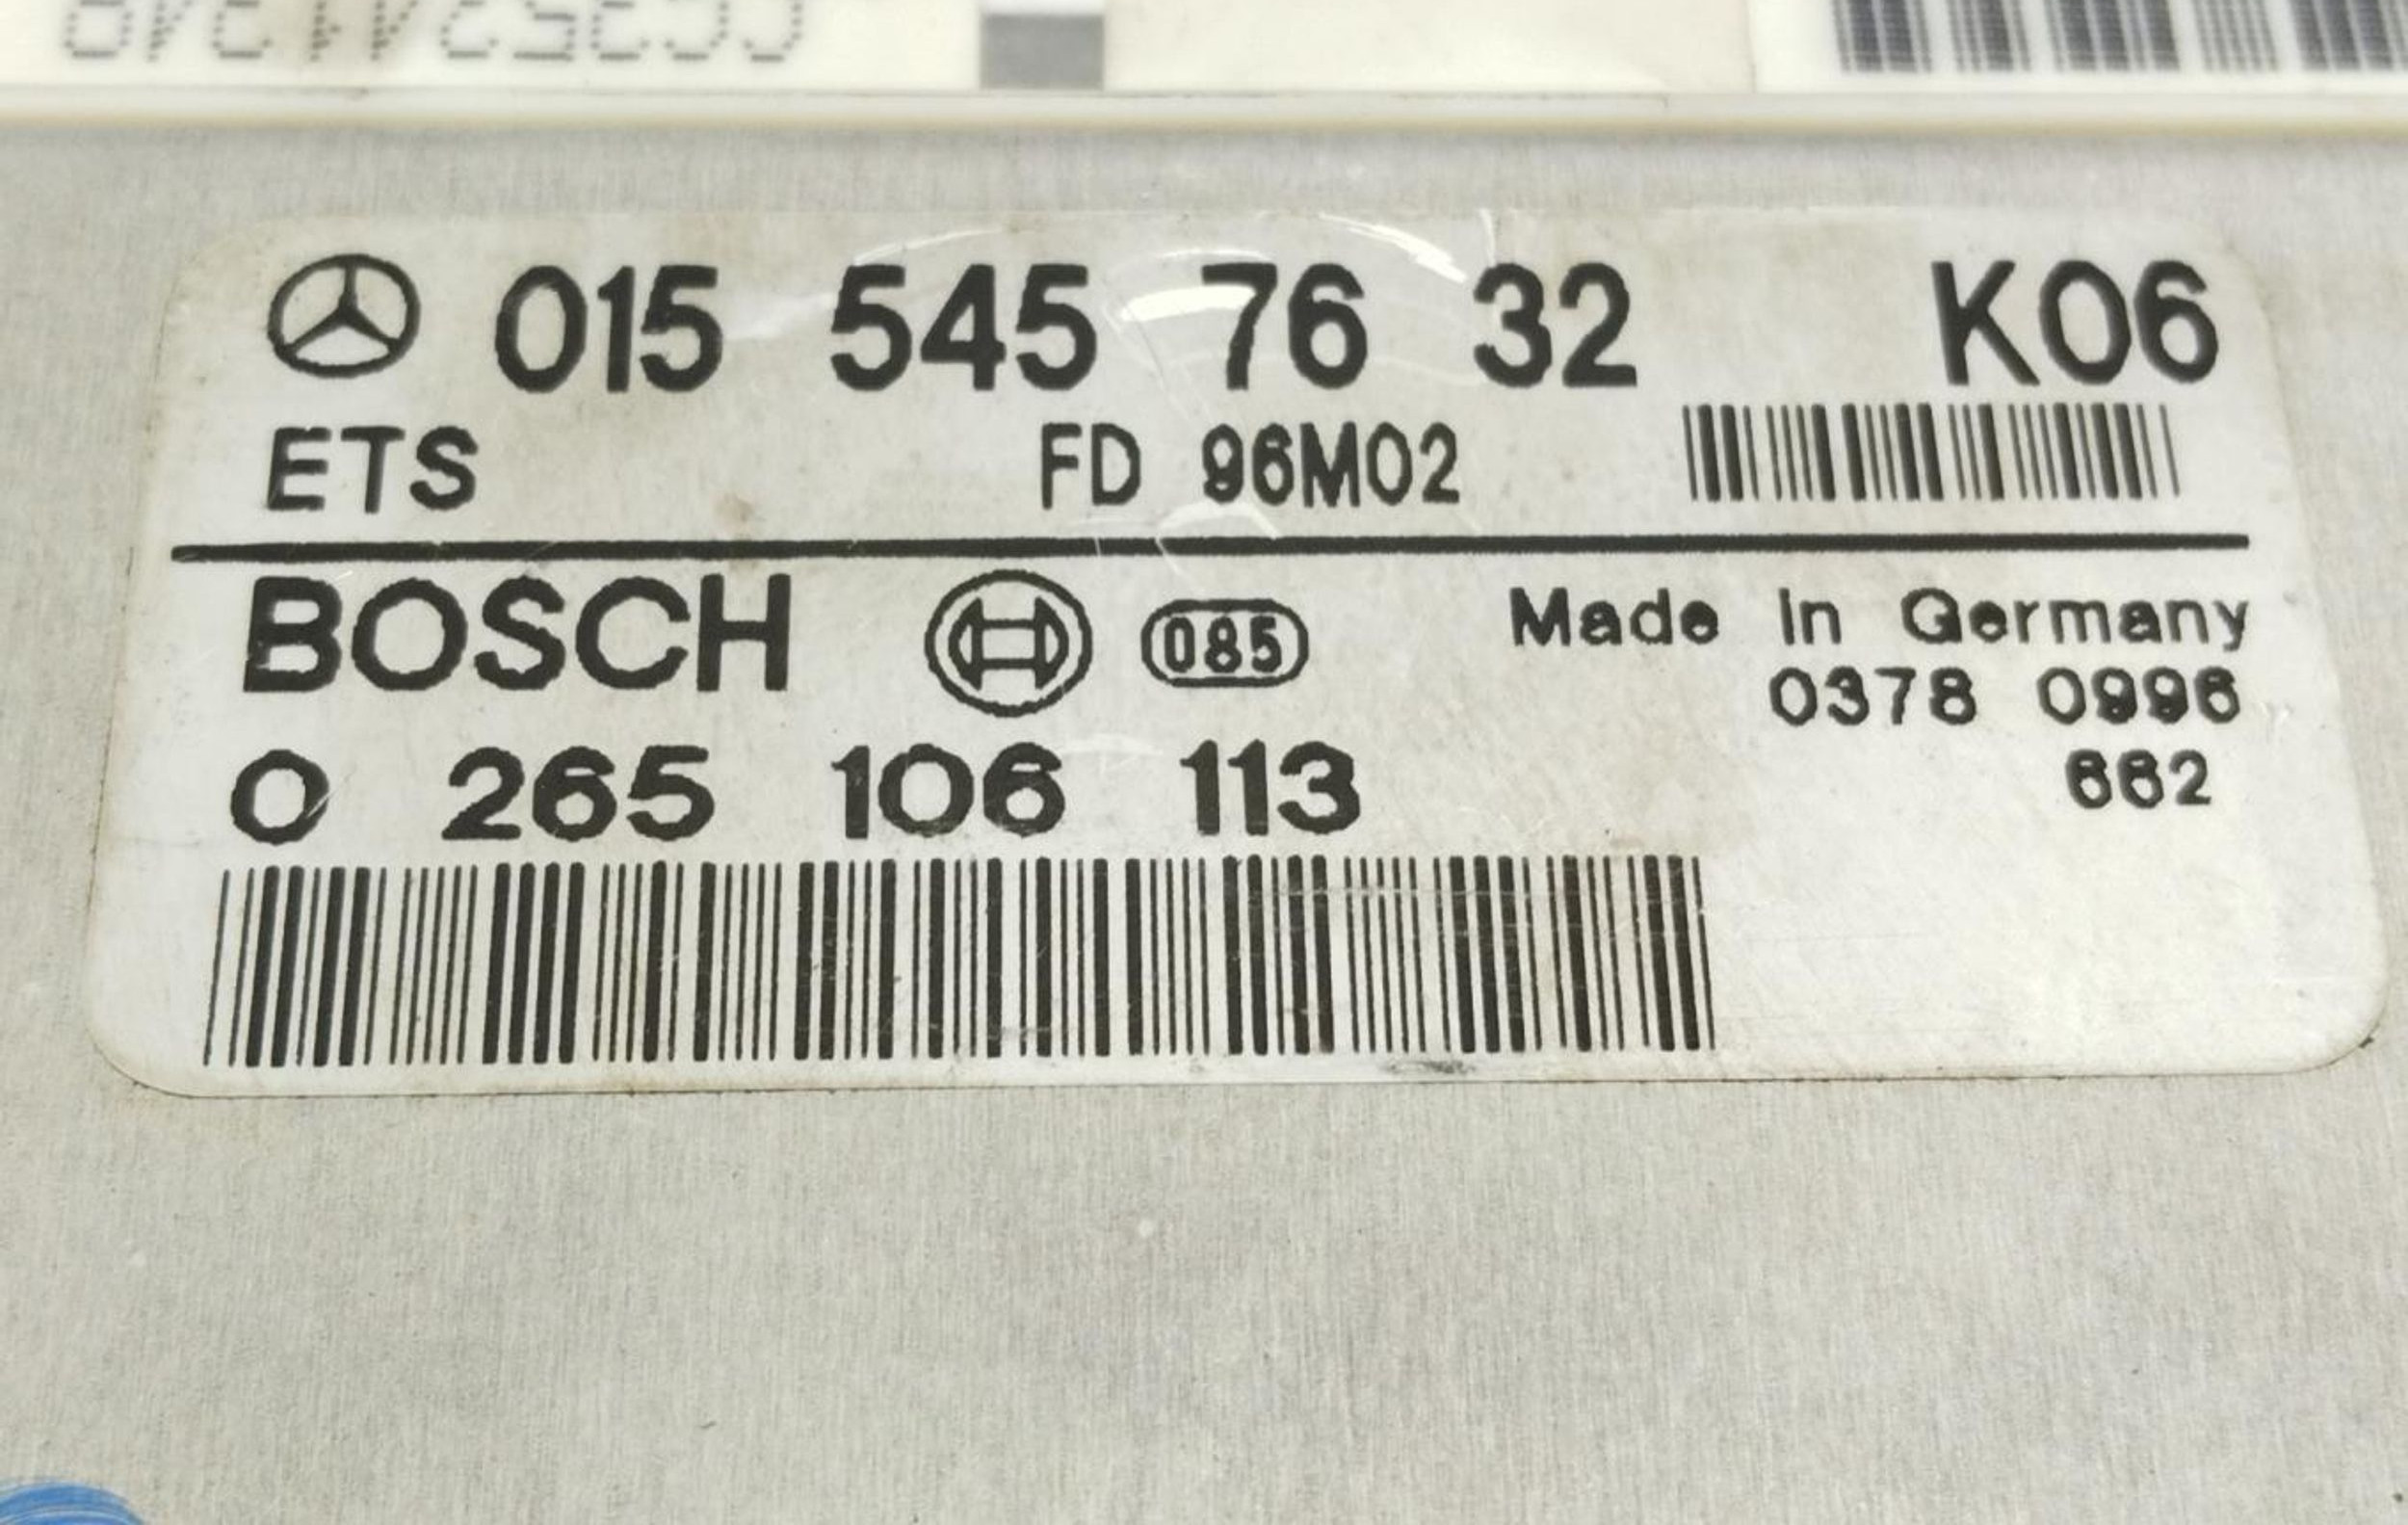 015 545 76 32 K06
ETS FD 96M02
BOSCH 085 Made in Germany
0378 0996
0 265 106 113 662